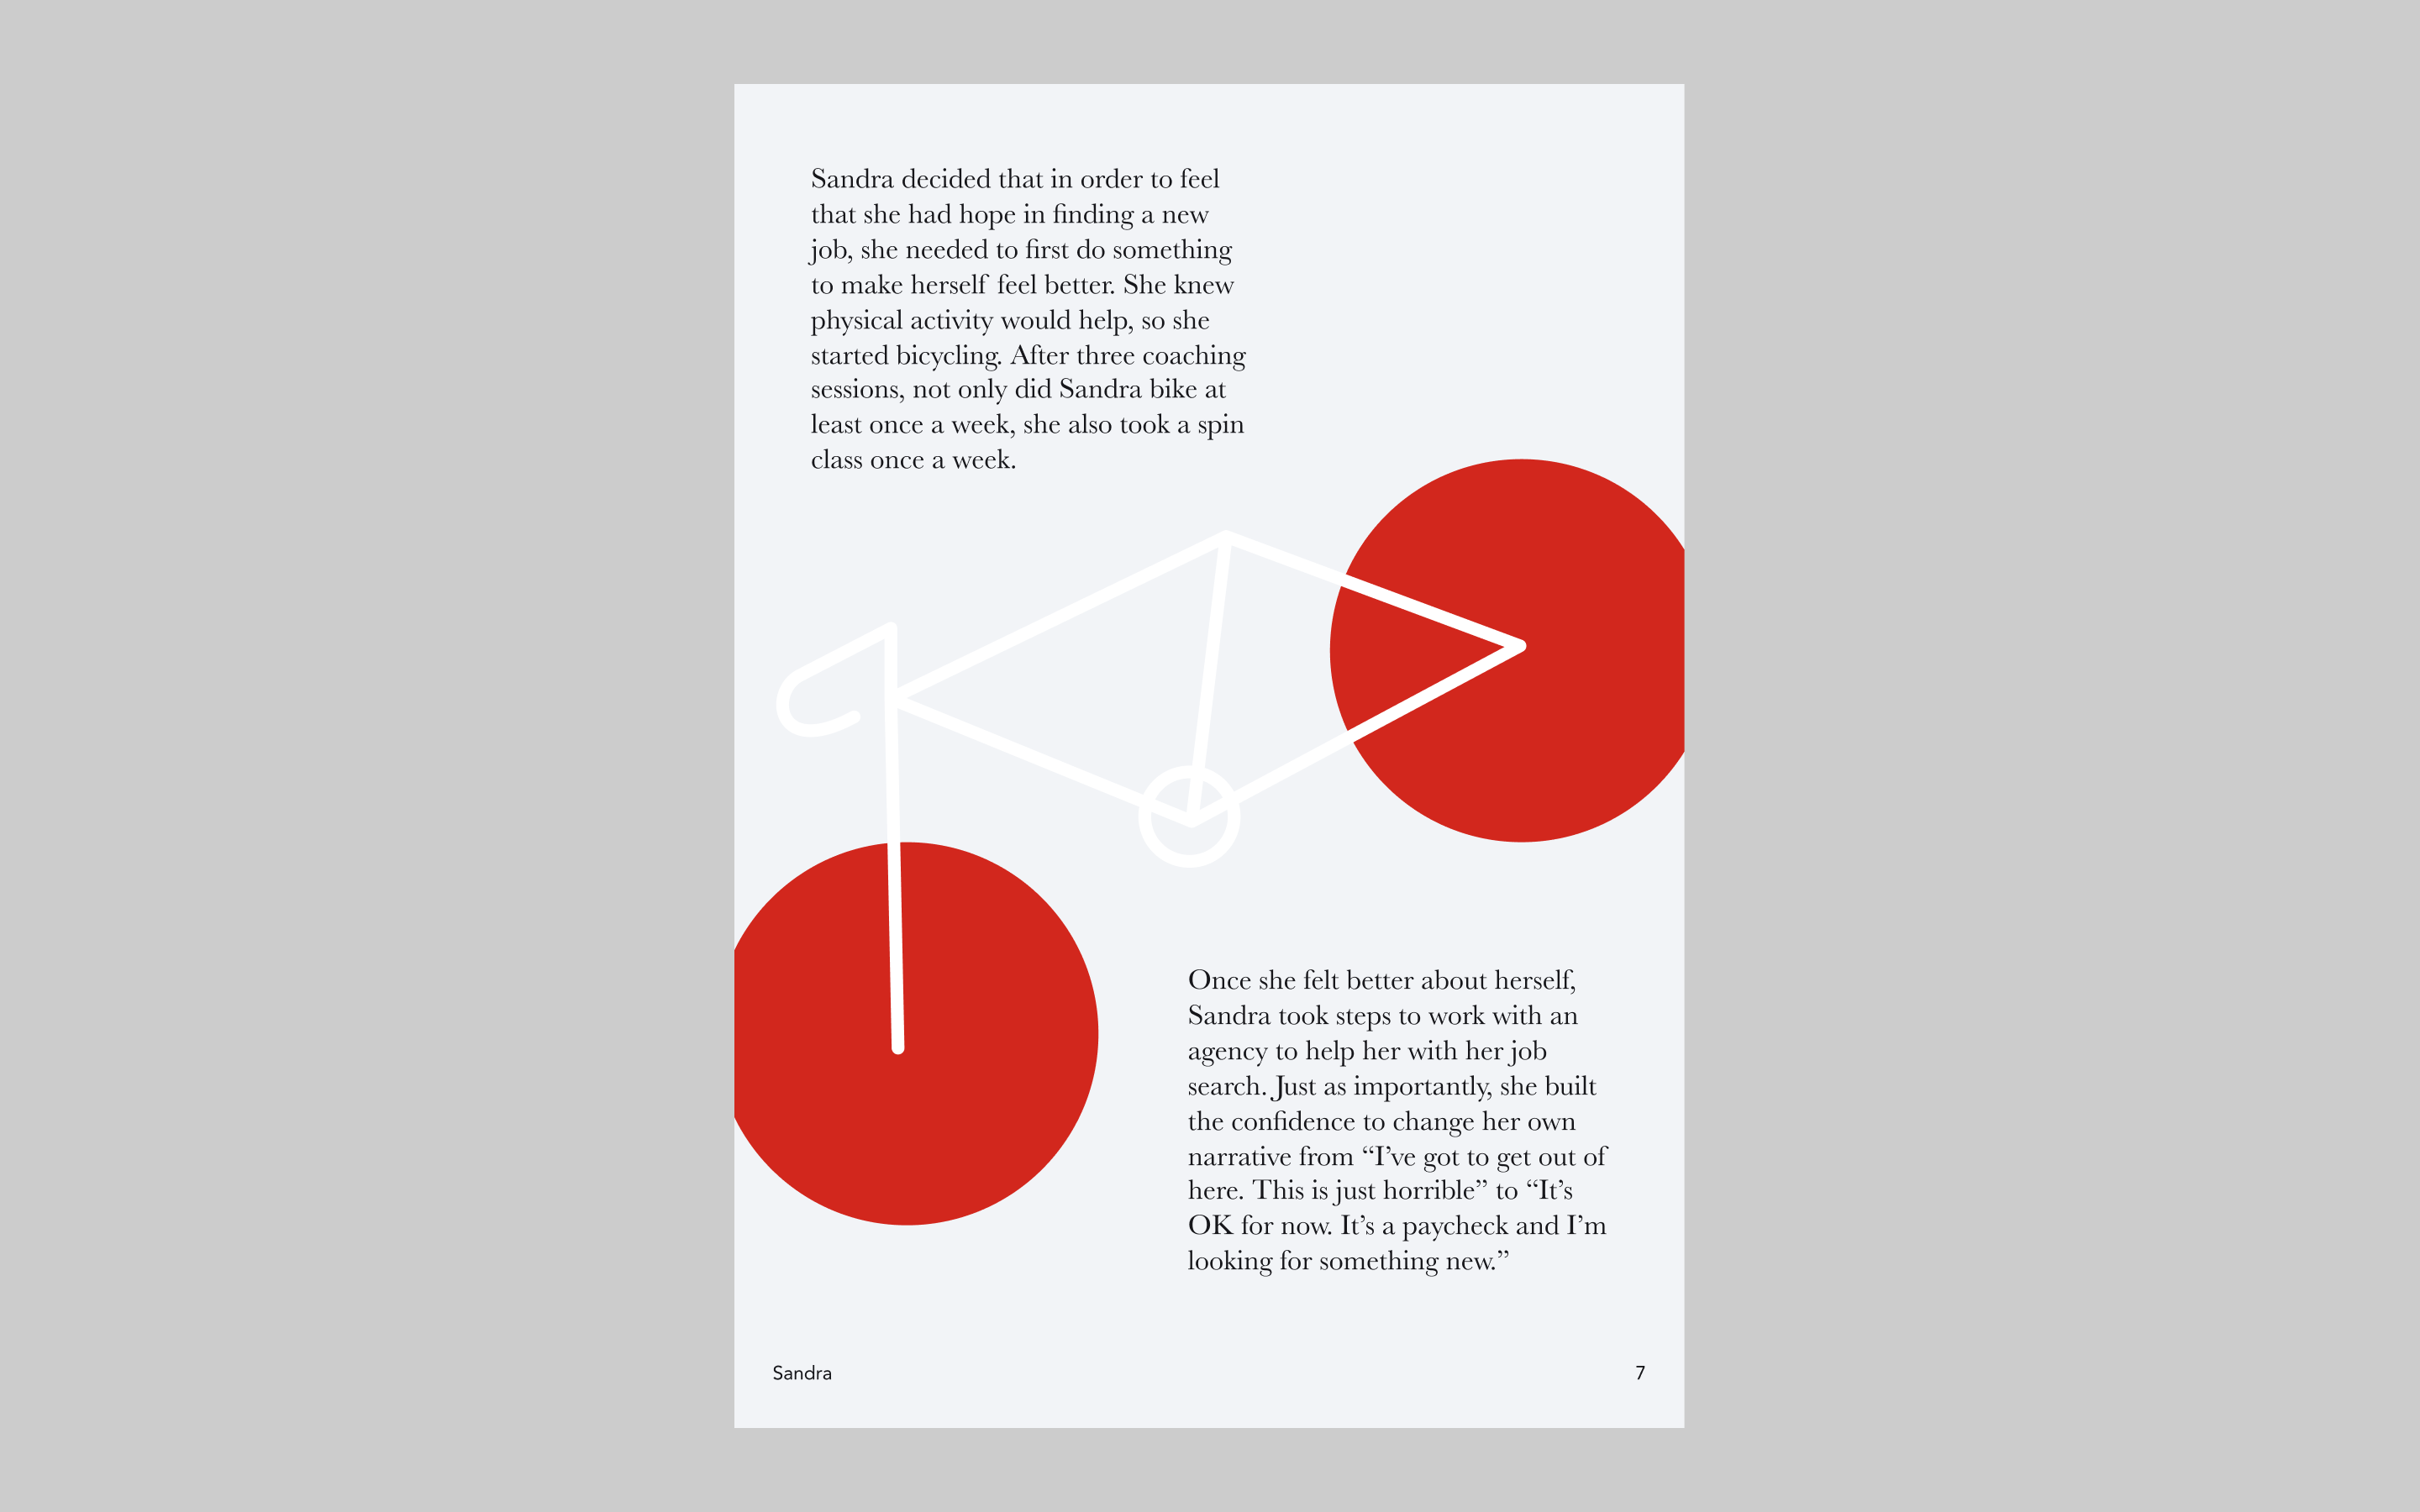 Sandra decided that in order to feel
that she had hope in finding a new
job, she needed to first do something
to make herself feel better. She knew
physical activity would help, so she
started bicycling. After three coaching
sessions, not only did Sandra bike at
least once a week, she also took a spin
class once a week.
Once she felt better about herself,
Sandra took steps to work with an
agency to help her with her job
search. Just as importantly, she built
the confidence to change her own
narrative from “I’ve got to get out of
here. This is just horrible” to “It’s
OK for now. It’s a paycheck and I’m
looking for something new.”
Sandra
7